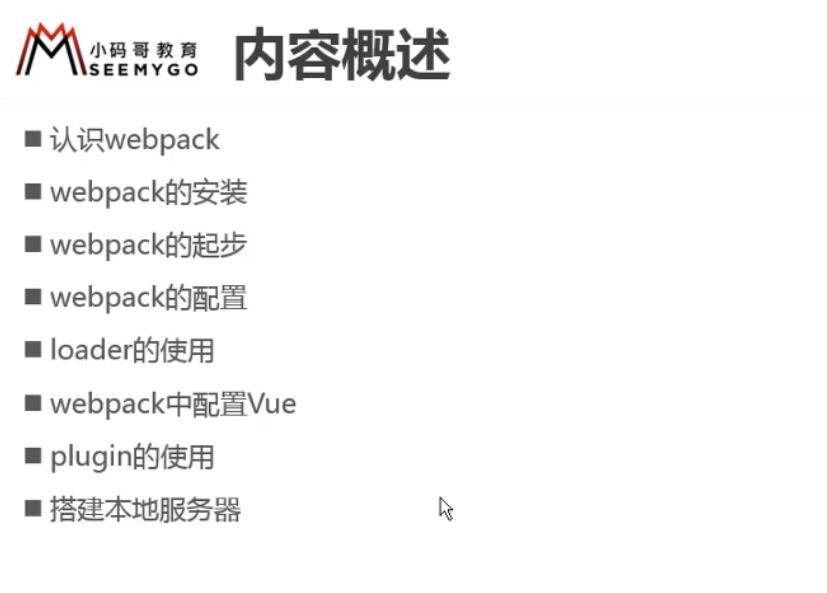 小码哥教育
SEEMYGO
内容概述
认识webpack
webpack的安装
webpack的起步
webpack的配置
loader的使用
webpack中配置Vue
plugin的使用
搭建本地服务器